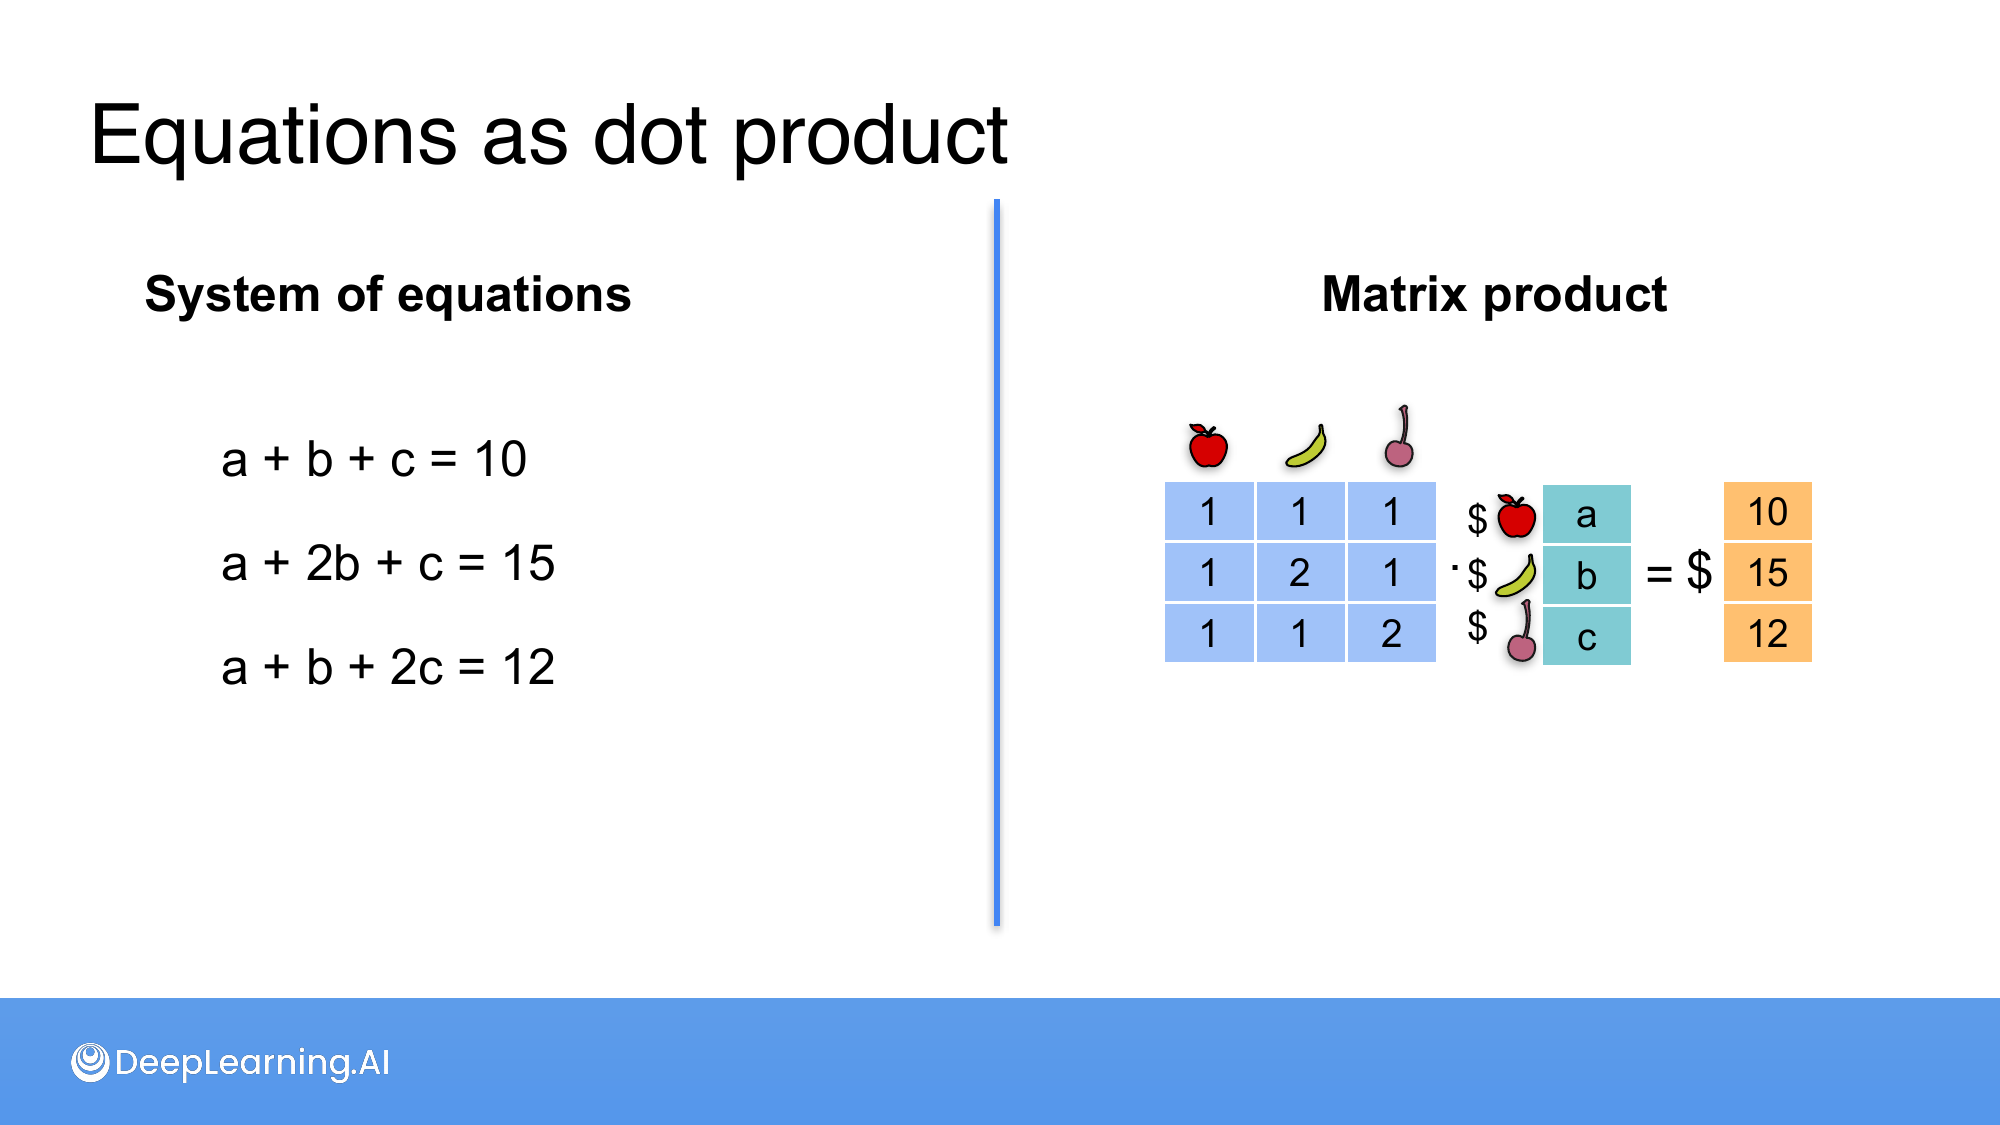 Equations as dot product
System of equations
a + b + c = 10
a + 2b + c = 15
a + b + 2c = 12
Matrix product
1 1 1 $ a 10
1 2 1 · $ b = $ 15
1 1 2 $ c 12
DeepLearning.AI